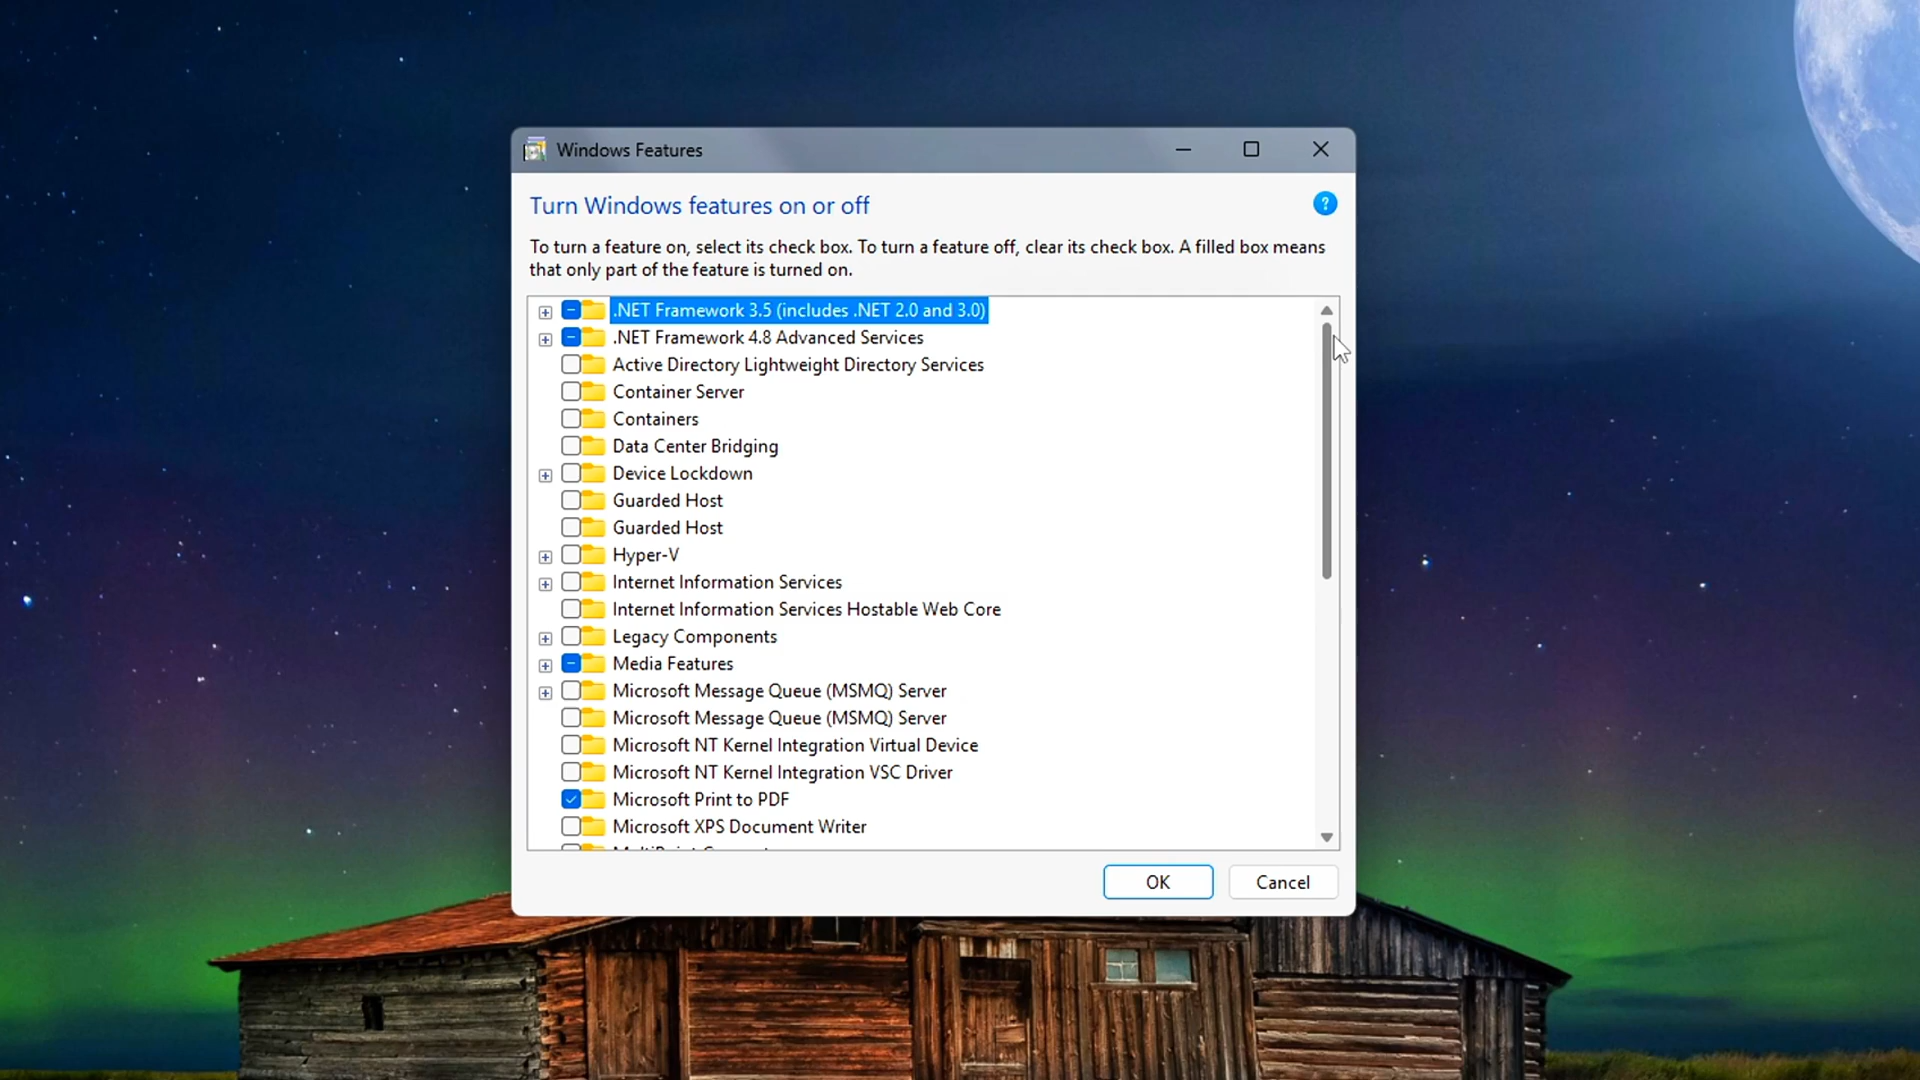 Windows Features
Turn Windows features on or off
?
To turn a feature on, select its check box. To turn a feature off, clear its check box. A filled box means
that only part of the feature is turned on.
.NET Framework 3.5 (includes .NET 2.0 and 3.0)
.NET Framework 4.8 Advanced Services
Active Directory Lightweight Directory Services
Container Server
Containers
Data Center Bridging
Device Lockdown
Guarded Host
Guarded Host
Hyper-V
Internet Information Services
Internet Information Services Hostable Web Core
Legacy Components
Media Features
Microsoft Message Queue (MSMQ) Server
Microsoft Message Queue (MSMQ) Server
Microsoft NT Kernel Integration Virtual Device
Microsoft NT Kernel Integration VSC Driver
Microsoft Print to PDF
Microsoft XPS Document Writer
OK
Cancel